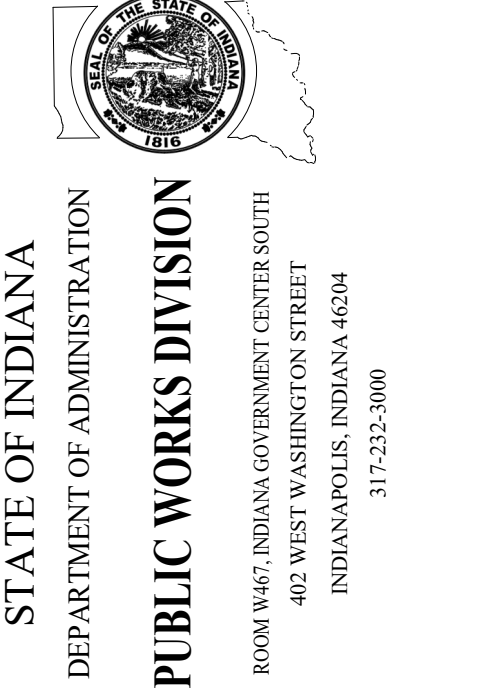 STATE OF INDIANA
DEPARTMENT OF ADMINISTRATION
PUBLIC WORKS DIVISION
ROOM W467, INDIANA GOVERNMENT CENTER SOUTH
402 WEST WASHINGTON STREET
INDIANAPOLIS, INDIANA 46204
317-232-3000
SEAL OF THE STATE OF INDIANA
1816